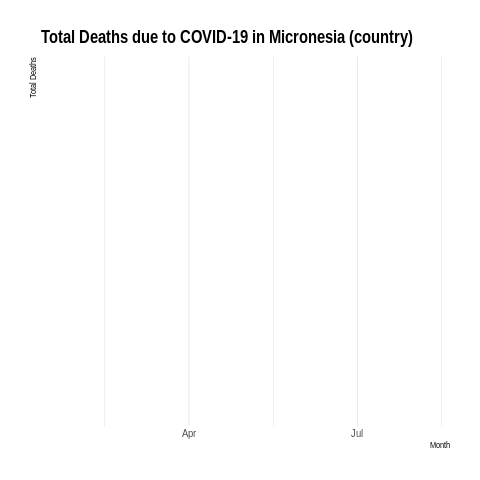 Total Deaths due to COVID-19 in Micronesia (country)
Total Deaths
Apr Jul
Month